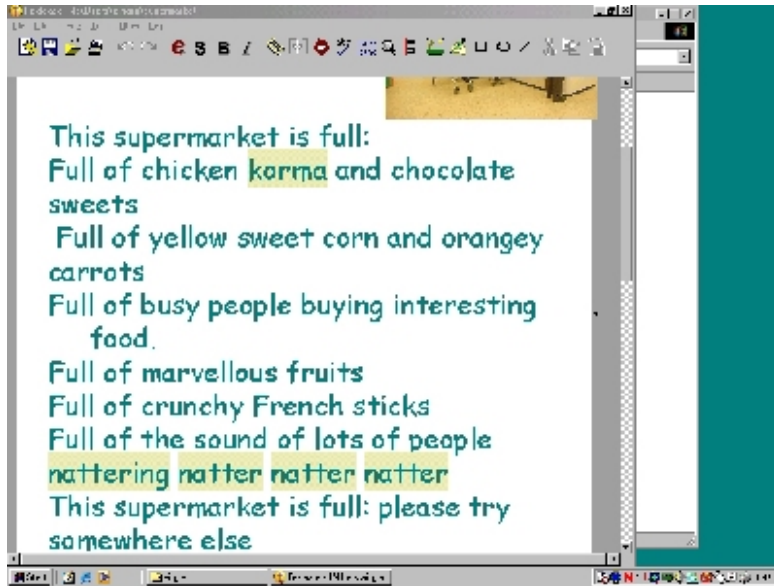 This supermarket is full:
Full of chicken korma and chocolate
sweets
Full of yellow sweet corn and orangey
carrots
Full of busy people buying interesting
food.
Full of marvellous fruits
Full of crunchy French sticks
Full of the sound of lots of people
nattering natter natter natter
This supermarket is full: please try
somewhere else
Start